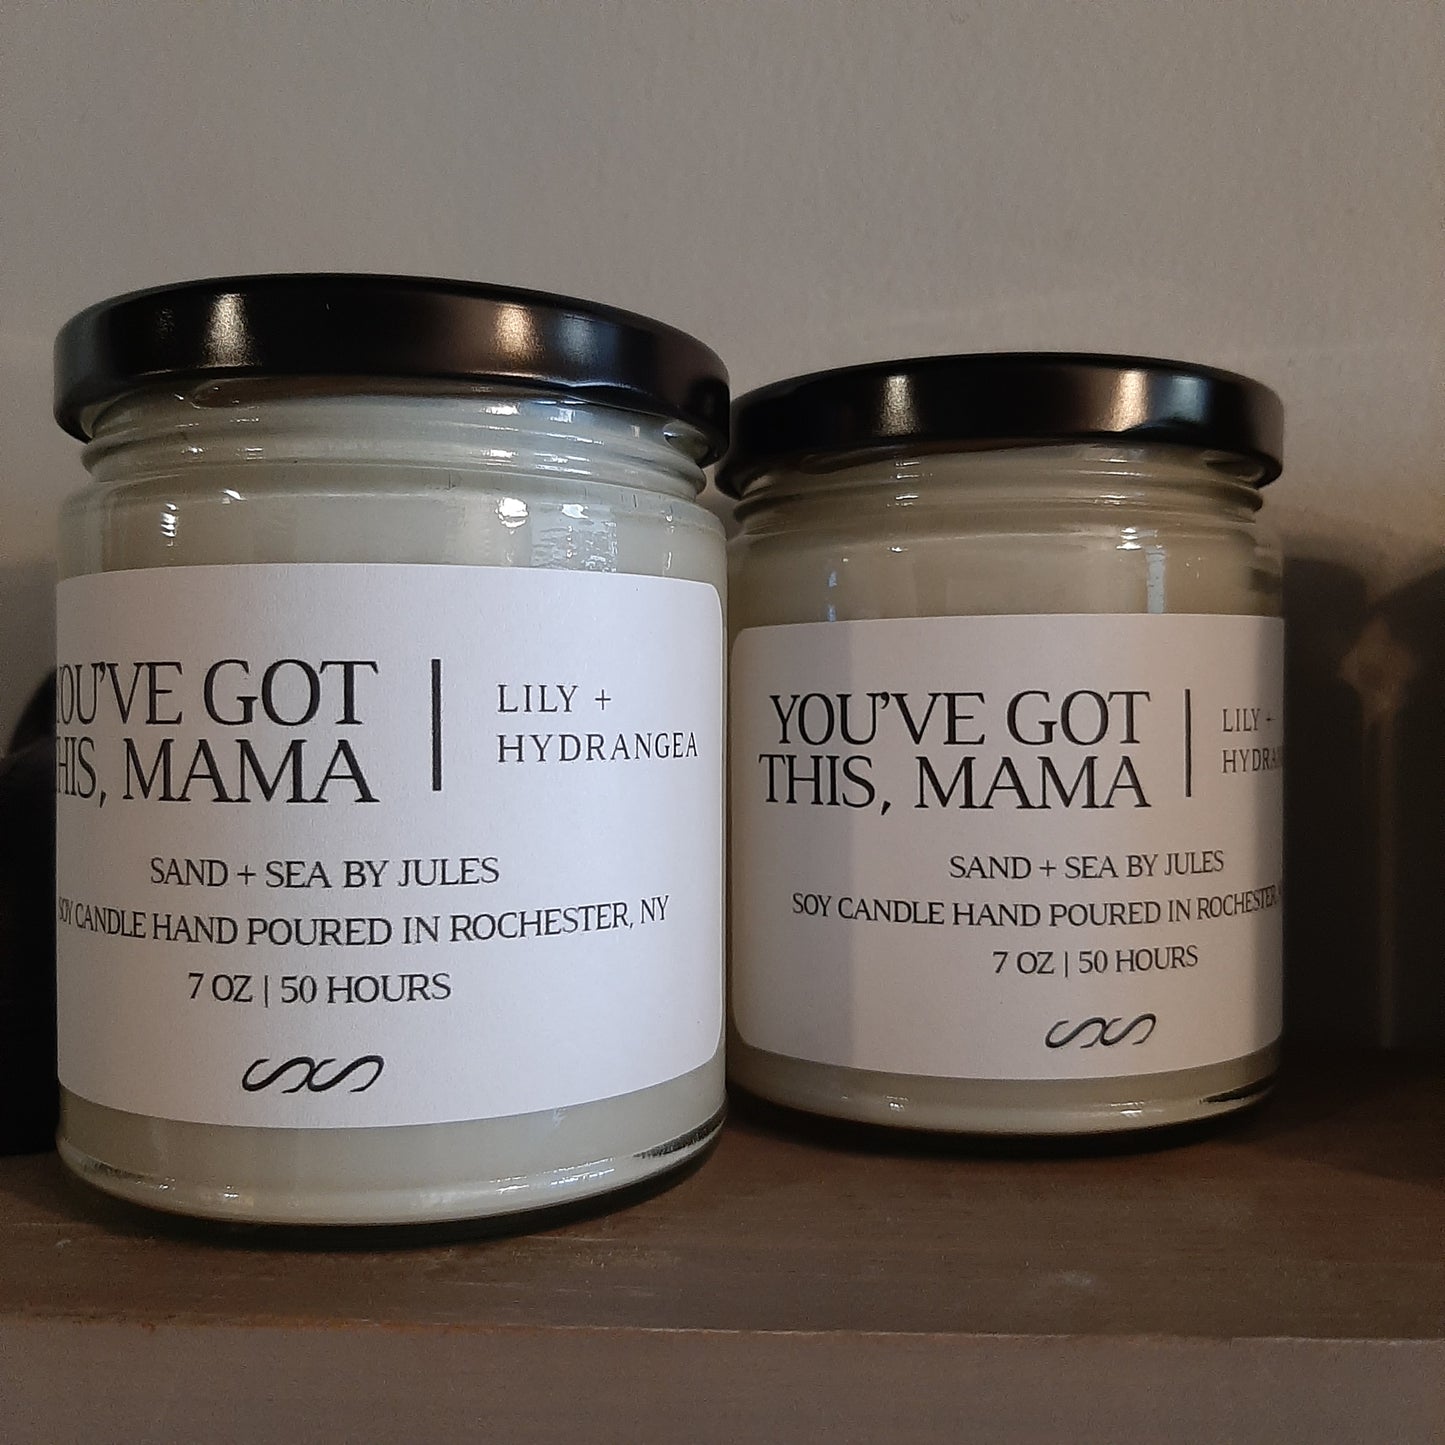 YOU'VE GOT
THIS, MAMA
LILY +
HYDRANGEA
SAND + SEA BY JULES
SOY CANDLE HAND POURED IN ROCHESTER, NY
7 OZ | 50 HOURS
YOU'VE GOT
THIS, MAMA
LILY +
SAND + SEA BY JULES
SOY CANDLE HAND POURED IN ROCHESTER,
7 OZ | 50 HOURS